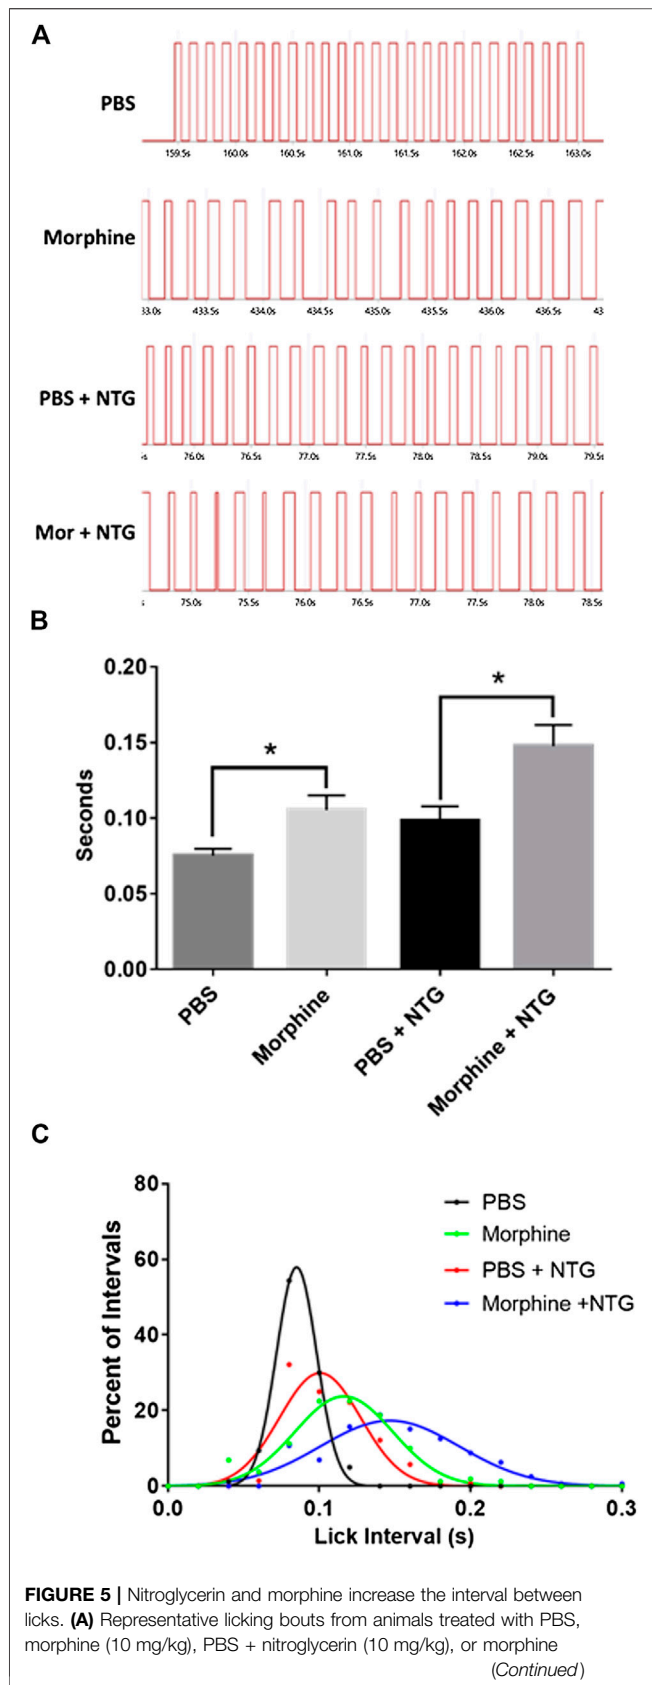 A
PBS
159.5s 160.0s 160.5s 161.0s 161.5s 162.0s 162.5s 163.0s
Morphine
33.0s 433.5s 434.0s 434.5s 435.0s 435.5s 436.0s 436.5s 43
PBS + NTG
5s 76.0s 76.5s 77.0s 77.5s 78.0s 78.5s 79.0s 79.5s
Mor + NTG
75.0s 75.5s 76.0s 76.5s 77.0s 77.5s 78.0s 78.5s
B
Seconds
0.20
0.15
0.10
0.05
0.00
*
*
PBS
Morphine
PBS + NTG
Morphine + NTG
C
Percent of Intervals
80
60
40
20
0
PBS
Morphine
PBS + NTG
Morphine +NTG
0.0 0.1 0.2 0.3
Lick Interval (s)
FIGURE 5 | Nitroglycerin and morphine increase the interval between
licks. (A) Representative licking bouts from animals treated with PBS,
morphine (10 mg/kg), PBS + nitroglycerin (10 mg/kg), or morphine
(Continued)